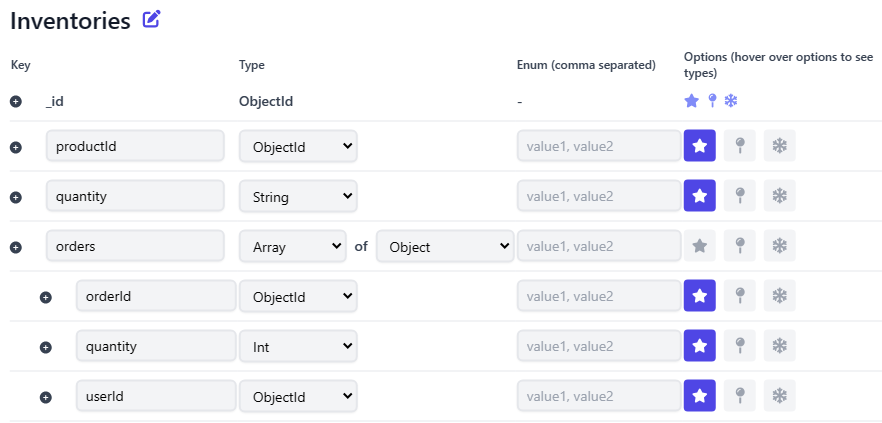 Inventories
Key Type Enum (comma separated) Options (hover over options to see types)
_id ObjectId -
productId ObjectId value1, value2
quantity String value1, value2
orders Array of Object value1, value2
orderId ObjectId value1, value2
quantity Int value1, value2
userId ObjectId value1, value2